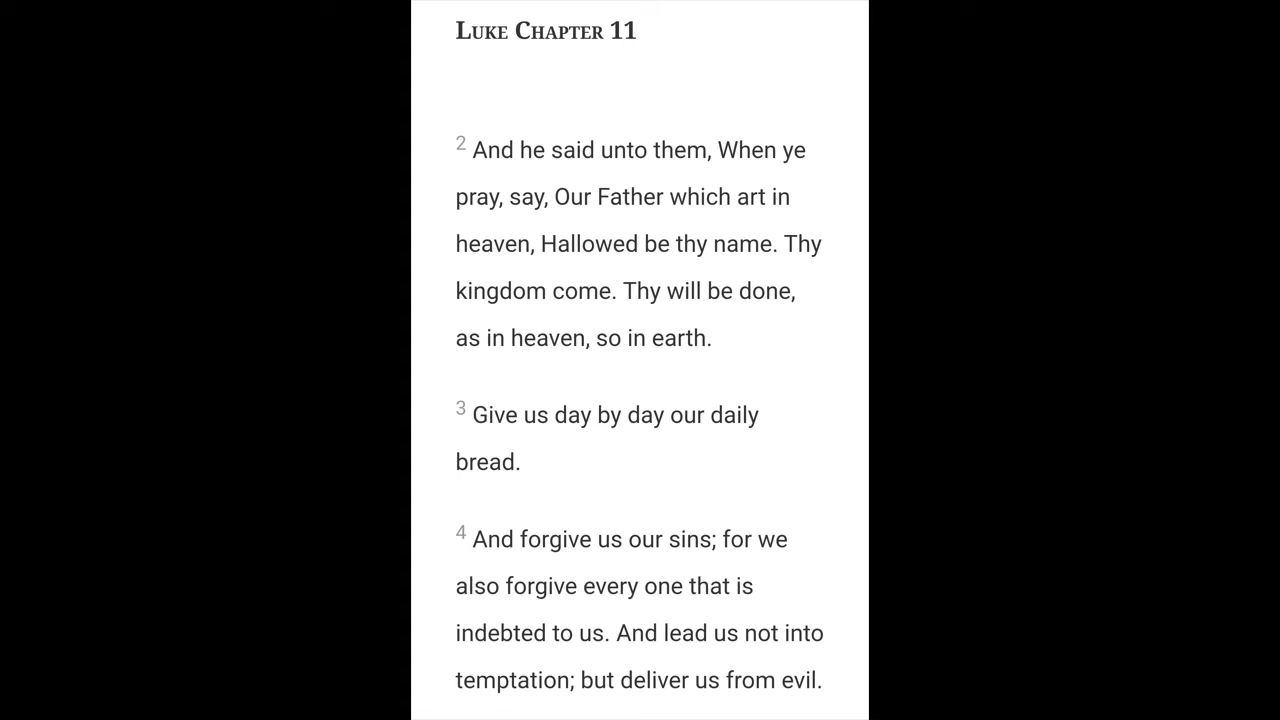 Luke Chapter 11
2 And he said unto them, When ye
pray, say, Our Father which art in
heaven, Hallowed be thy name. Thy
kingdom come. Thy will be done,
as in heaven, so in earth.
3 Give us day by day our daily
bread.
4 And forgive us our sins; for we
also forgive every one that is
indebted to us. And lead us not into
temptation; but deliver us from evil.